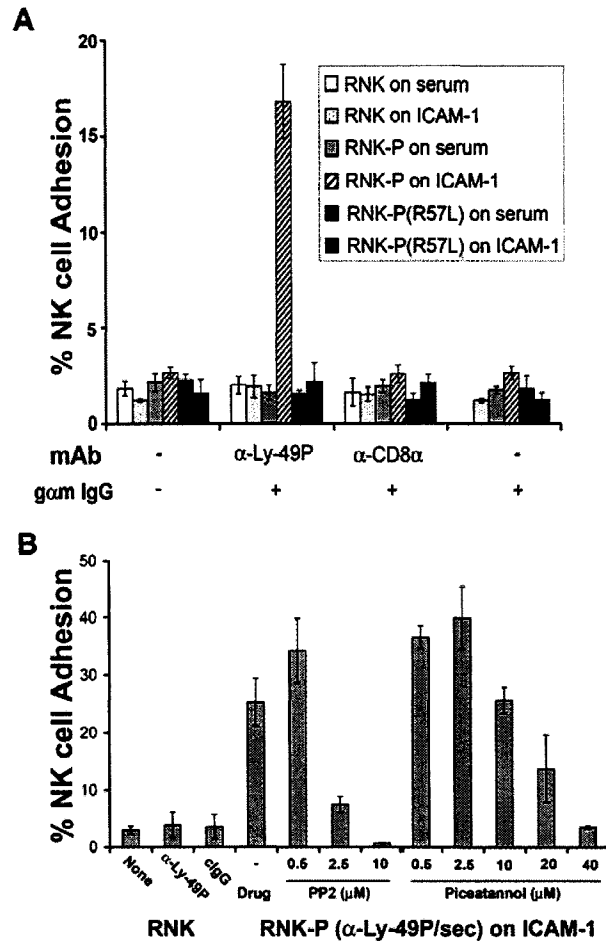 A
% NK cell Adhesion
20
15
10
5
0
RNK on serum
RNK on ICAM-1
RNK-P on serum
RNK-P on ICAM-1
RNK-P(R57L) on serum
RNK-P(R57L) on ICAM-1
mAb - α-Ly-49P α-CD8α -
gαm IgG - + + +
B
% NK cell Adhesion
50
40
30
20
10
0
None α-Ly-49P cIgG - 0.5 2.5 10 0.5 2.5 10 20 40
Drug PP2 (µM) Piceatannol (µM)
RNK RNK-P (α-Ly-49P/sec) on ICAM-1